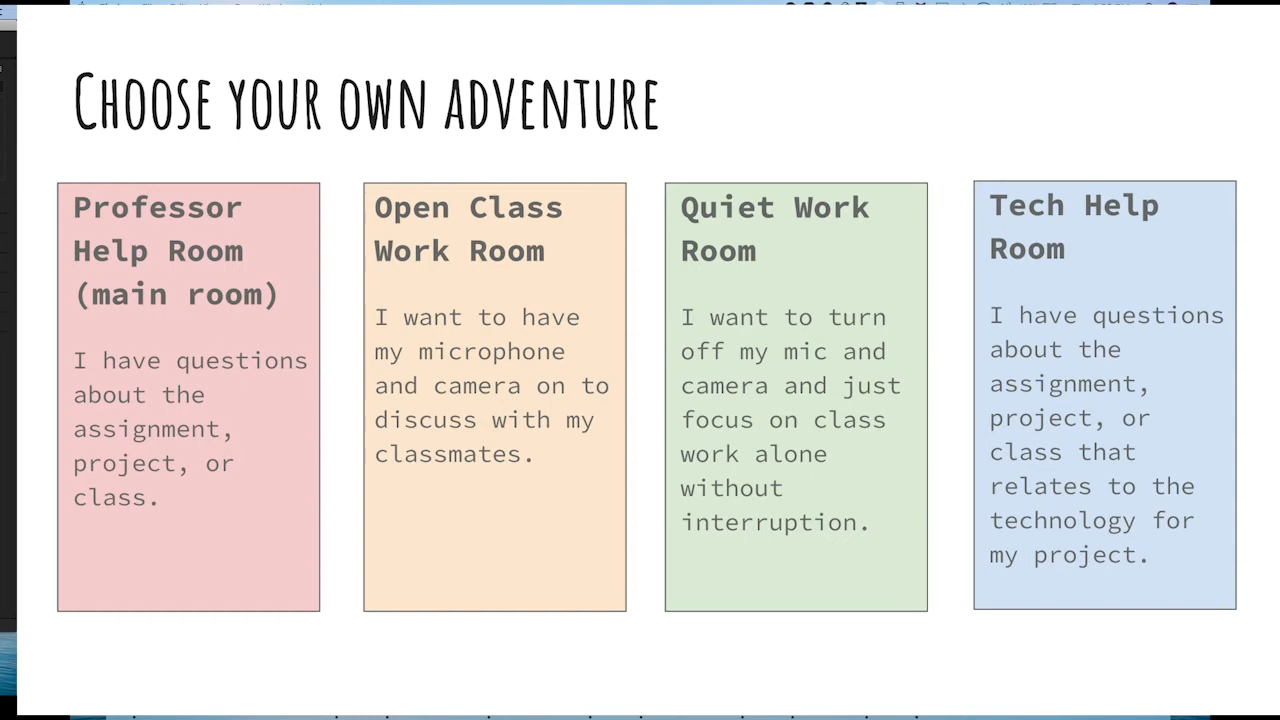 Choose your own adventure
Professor
Help Room
(main room)
I have questions
about the
assignment,
project, or
class.
Open Class
Work Room
I want to have
my microphone
and camera on to
discuss with my
classmates.
Quiet Work
Room
I want to turn
off my mic and
camera and just
focus on class
work alone
without
interruption.
Tech Help
Room
I have questions
about the
assignment,
project, or
class that
relates to the
technology for
my project.